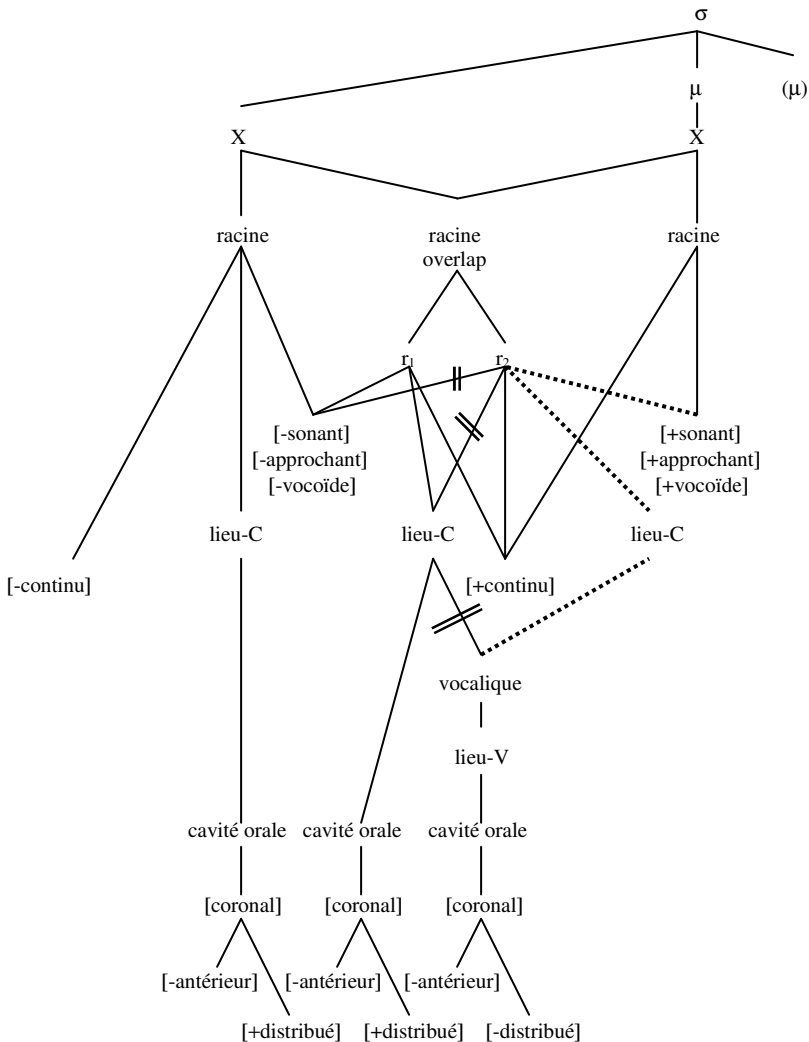 σ
μ (μ)
X X
racine racine racine
overlap
r1 r2
[-sonant] [+sonant]
[-approchant] [+approchant]
[-vocoïde] [+vocoïde]
lieu-C lieu-C lieu-C
[-continu] [+continu]
vocalique
lieu-V
cavité orale cavité orale cavité orale
[coronal] [coronal] [coronal]
[-antérieur] [-antérieur] [-antérieur]
[+distribué] [+distribué] [-distribué]